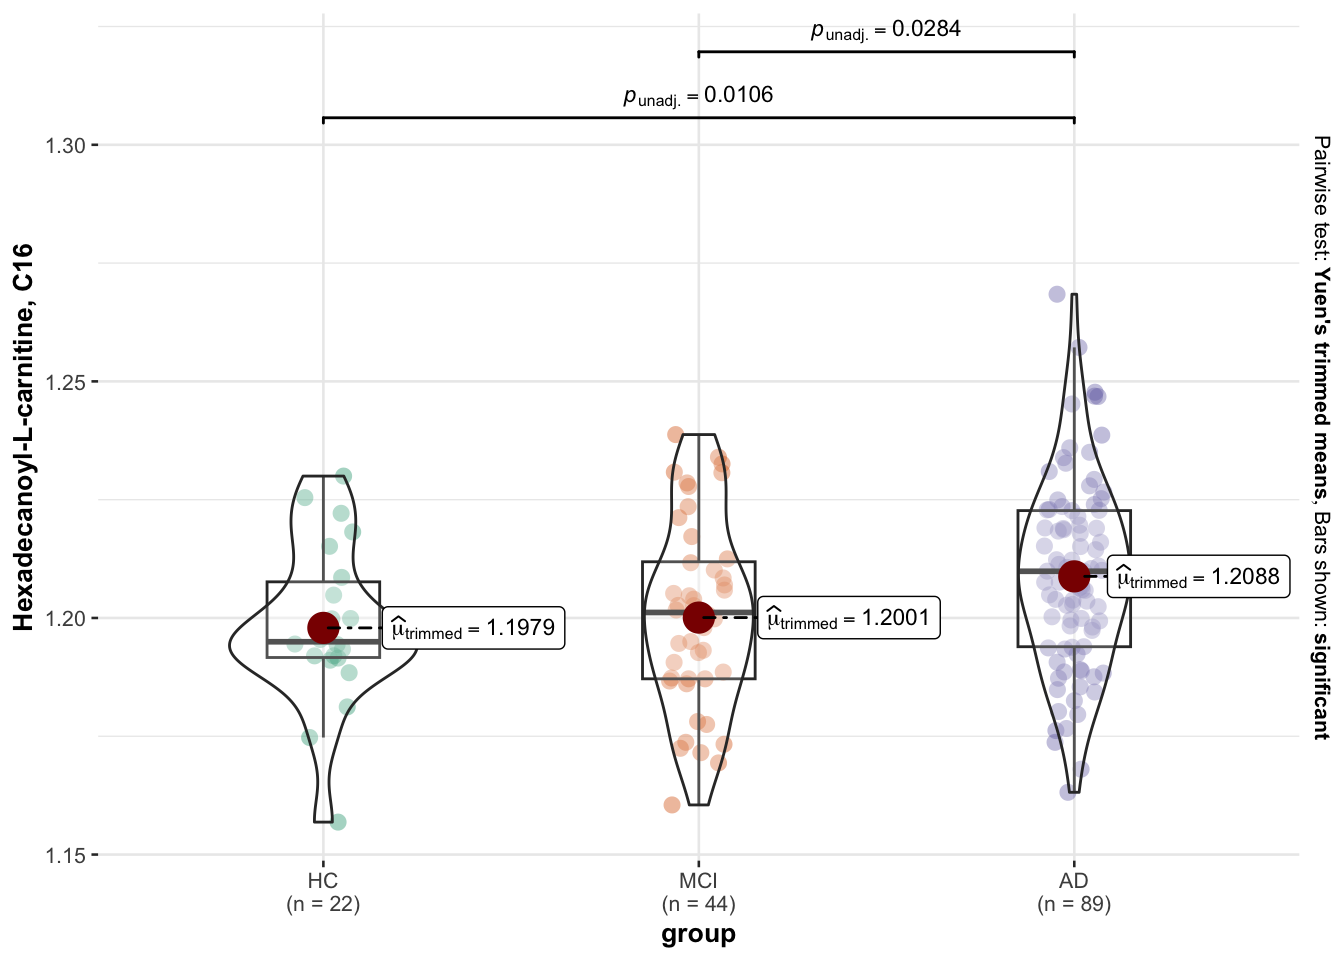 p unadj. = 0.0284
p unadj. = 0.0106
1.30
1.25
1.20
1.15
Hexadecanoyl-L-carnitine, C16
μ̂ trimmed = 1.1979
μ̂ trimmed = 1.2001
μ̂ trimmed = 1.2088
HC
(n = 22)
MCI
(n = 44)
AD
(n = 89)
group
Pairwise test: Yuen's trimmed means, Bars shown: significant